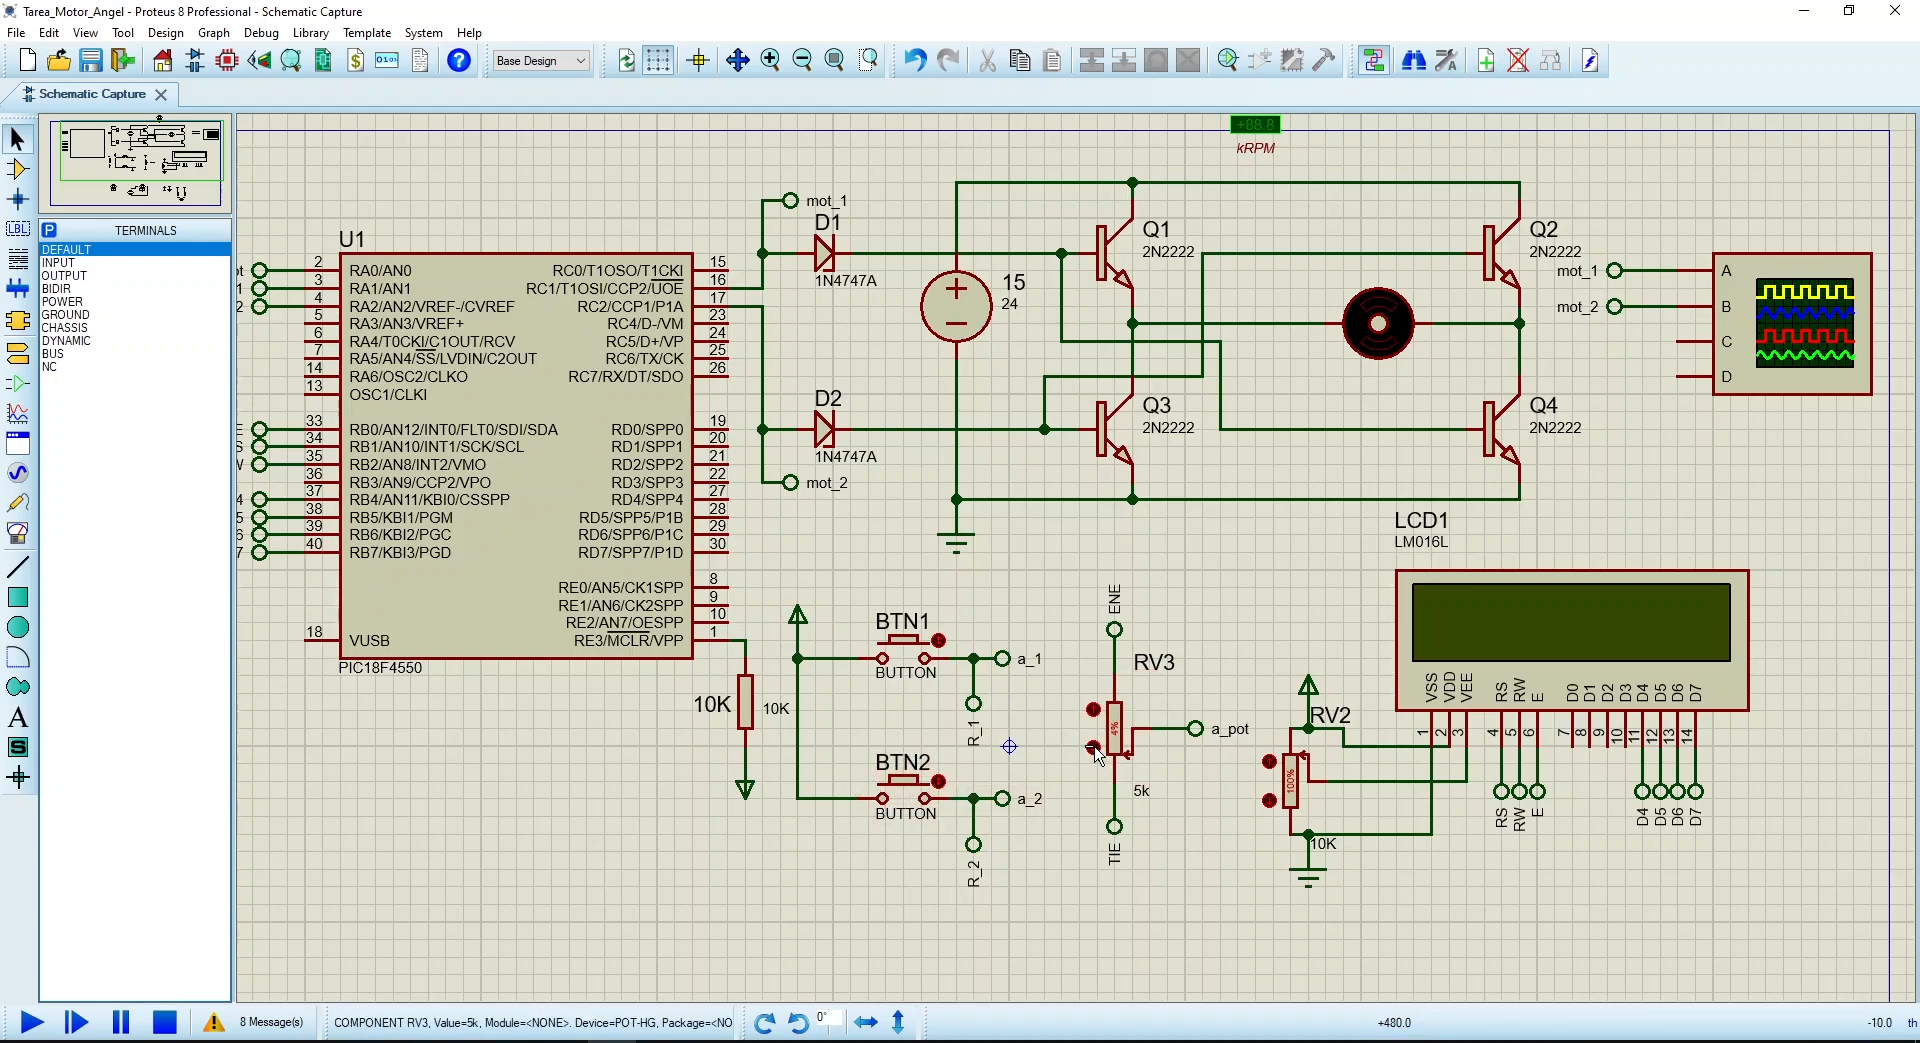 Tarea_Motor_Angel - Proteus 8 Professional - Schematic Capture
File Edit View Tool Design Graph Debug Library Template System Help
Base Design
Schematic Capture
TERMINALS
DEFAULT
INPUT
OUTPUT
BIDIR
POWER
GROUND
CHASSIS
DYNAMIC
BUS
NC
LBL
A
S
+88.8
kRPM
U1
2 RA0/AN0
3 RA1/AN1
4 RA2/AN2/VREF-/CVREF
5 RA3/AN3/VREF+
6 RA4/T0CKI/C1OUT/RCV
7 RA5/AN4/SS/LVDIN/C2OUT
14 RA6/OSC2/CLKO
13 OSC1/CLKI
33 RB0/AN12/INT0/FLT0/SDI/SDA
34 RB1/AN10/INT1/SCK/SCL
35 RB2/AN8/INT2/VMO
36 RB3/AN9/CCP2/VPO
37 RB4/AN11/KBI0/CSSPP
38 RB5/KBI1/PGM
39 RB6/KBI2/PGC
40 RB7/KBI3/PGD
18 VUSB
RC0/T1OSO/T1CKI 15
RC1/T1OSI/CCP2/UOE 16
RC2/CCP1/P1A 17
RC4/D-/VM 23
RC5/D+/VP 24
RC6/TX/CK 25
RC7/RX/DT/SDO 26
RD0/SPP0 19
RD1/SPP1 20
RD2/SPP2 21
RD3/SPP3 22
RD4/SPP4 27
RD5/SPP5/P1B 28
RD6/SPP6/P1C 29
RD7/SPP7/P1D 30
RE0/AN5/CK1SPP 8
RE1/AN6/CK2SPP 9
RE2/AN7/OESPP 10
RE3/MCLR/VPP 1
PIC18F4550
mot_1
D1
1N4747A
D2
1N4747A
mot_2
15
24
Q1
2N2222
Q2
2N2222
Q3
2N2222
Q4
2N2222
mot_1
mot_2
A
B
C
D
10K
10K
BTN1
BUTTON
a_1
R_1
BTN2
BUTTON
a_2
R_2
ENE
RV3
4%
a_pot
5k
TIE
RV2
100%
10K
LCD1
LM016L
VSS VDD VEE RS RW E D0 D1 D2 D3 D4 D5 D6 D7
1 2 3 4 5 6 7 8 9 10 11 12 13 14
RS RW E D4 D5 D6 D7
8 Message(s)
COMPONENT RV3, Value=5k, Module=<NONE>. Device=POT-HG, Package=<NO
0°
+480.0
-10.0 th